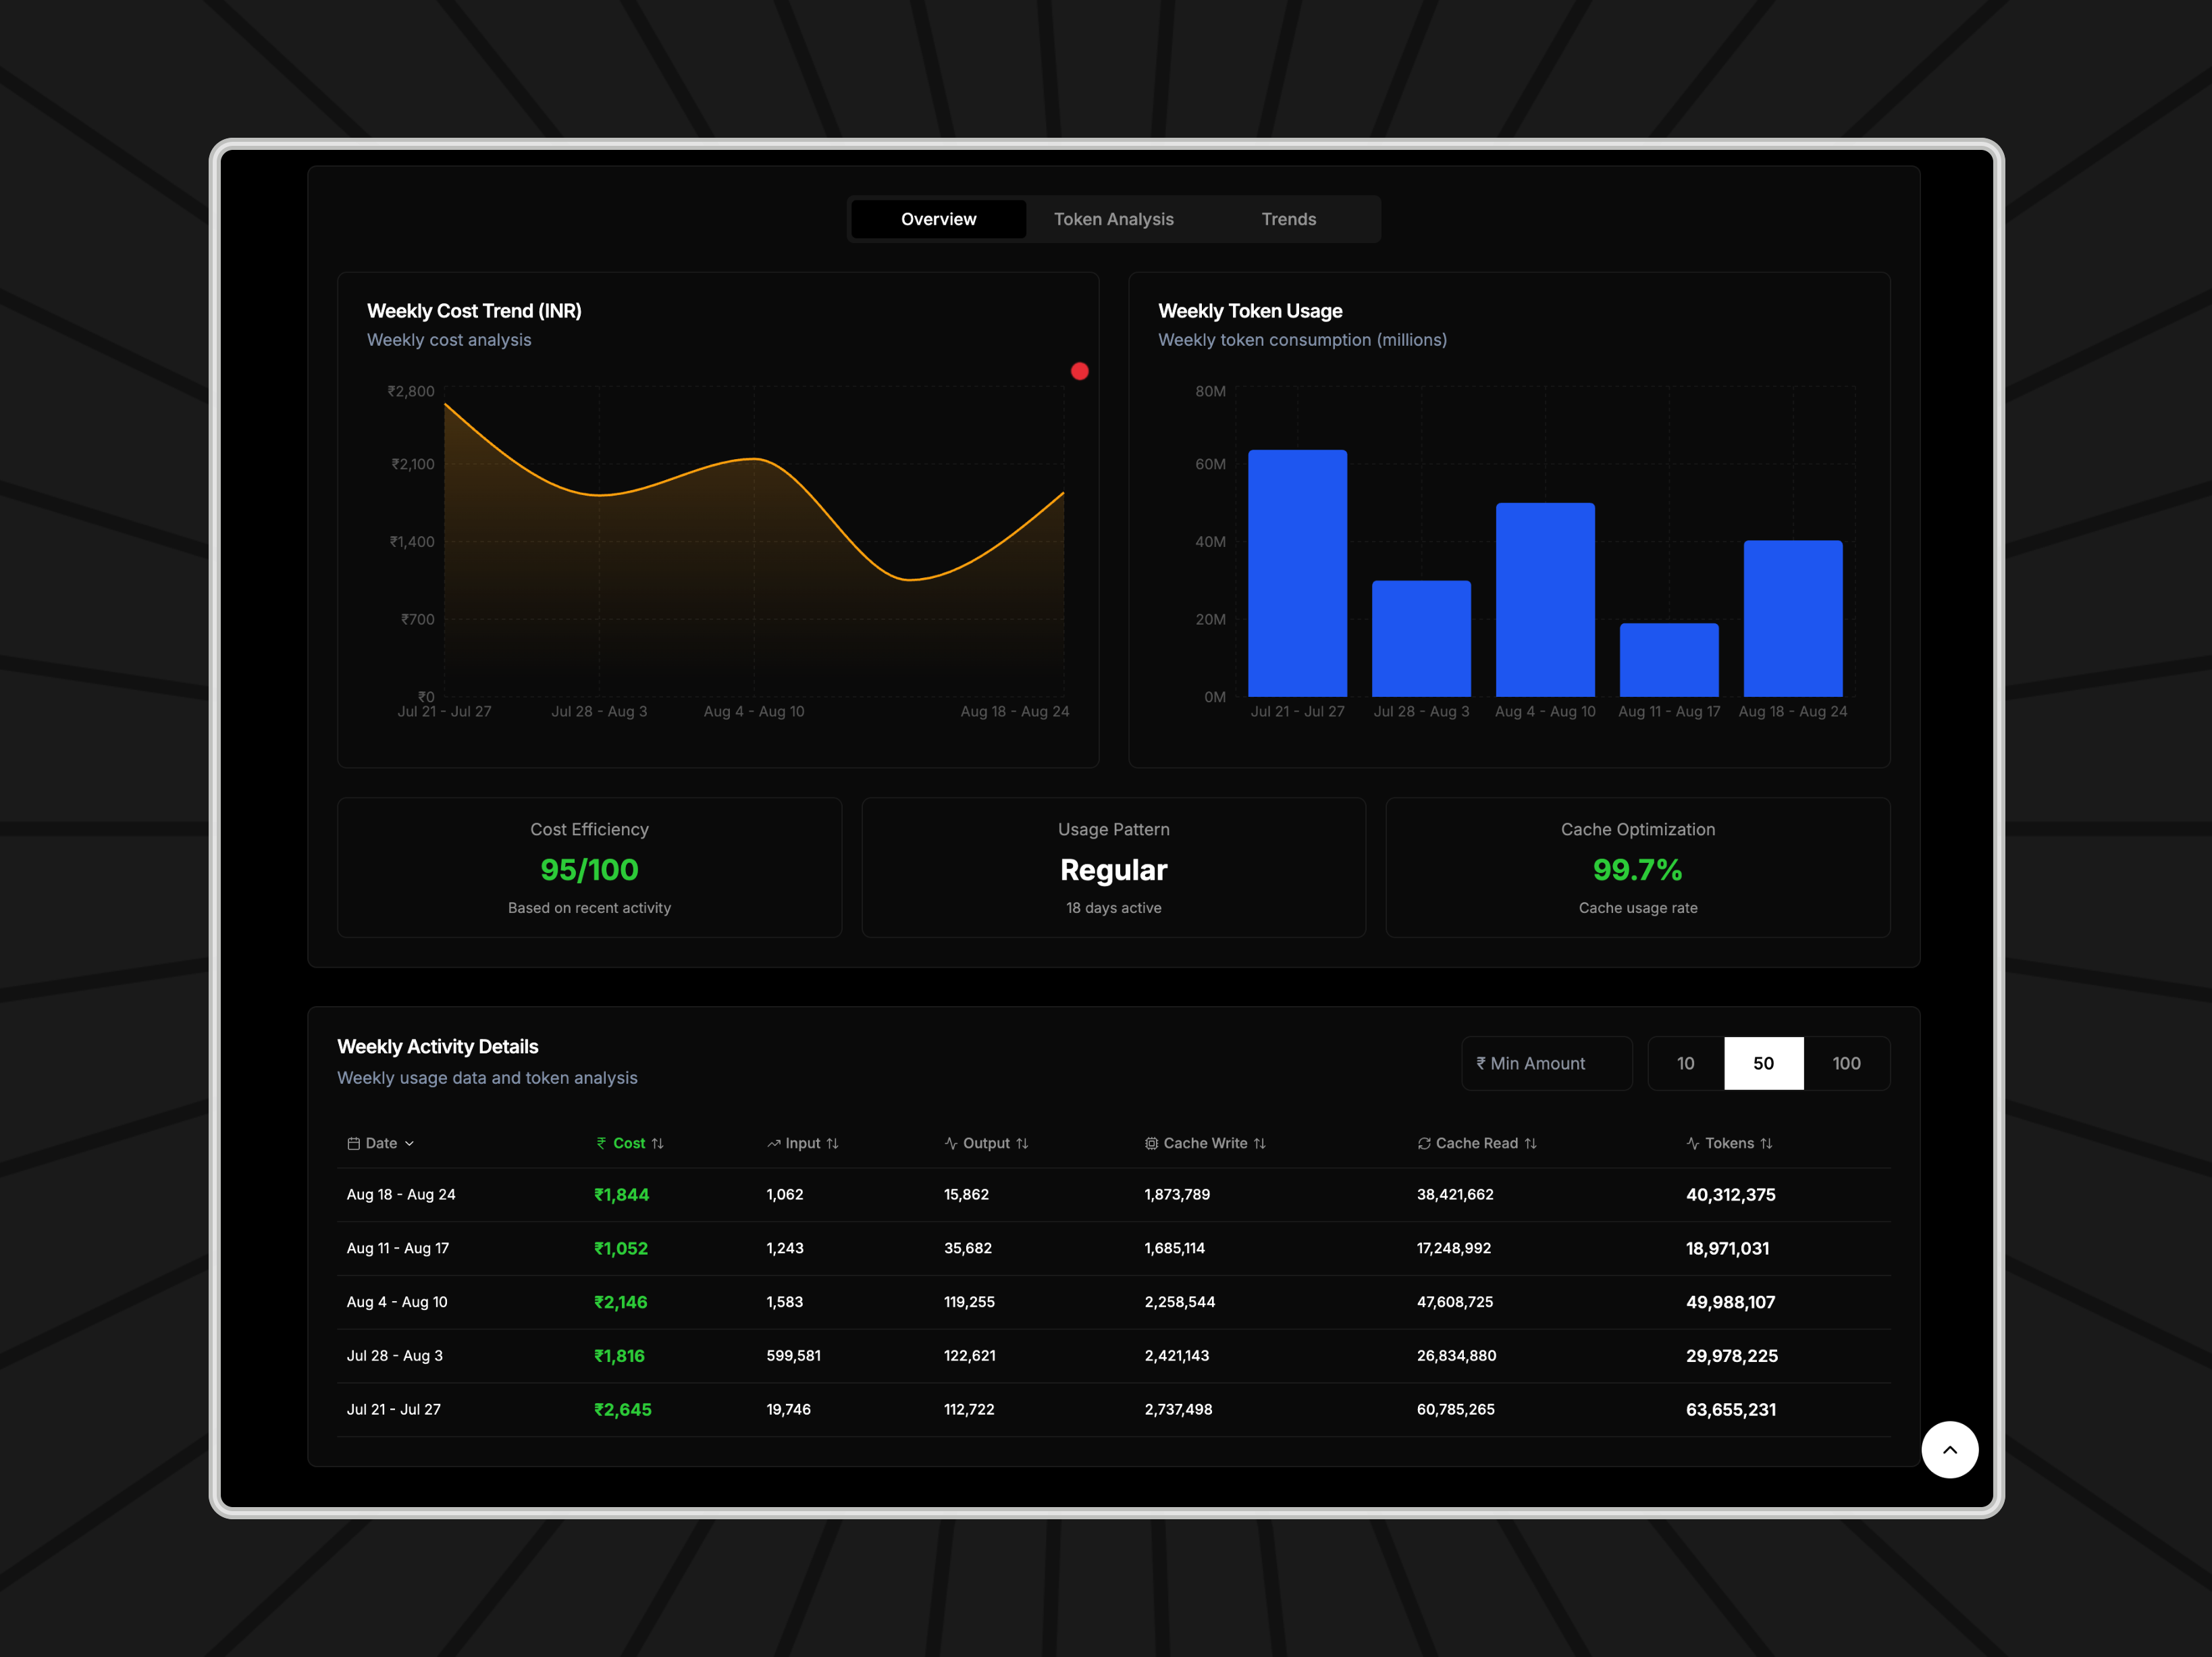 Overview Token Analysis Trends
Weekly Cost Trend (INR)
Weekly cost analysis
₹2,800
₹2,100
₹1,400
₹700
₹0
Jul 21 - Jul 27 Jul 28 - Aug 3 Aug 4 - Aug 10 Aug 18 - Aug 24
Weekly Token Usage
Weekly token consumption (millions)
80M
60M
40M
20M
0M
Jul 21 - Jul 27 Jul 28 - Aug 3 Aug 4 - Aug 10 Aug 11 - Aug 17 Aug 18 - Aug 24
Cost Efficiency
95/100
Based on recent activity
Usage Pattern
Regular
18 days active
Cache Optimization
99.7%
Cache usage rate
Weekly Activity Details
Weekly usage data and token analysis
₹ Min Amount 10 50 100
Date ₹ Cost Input Output Cache Write Cache Read Tokens
Aug 18 - Aug 24 ₹1,844 1,062 15,862 1,873,789 38,421,662 40,312,375
Aug 11 - Aug 17 ₹1,052 1,243 35,682 1,685,114 17,248,992 18,971,031
Aug 4 - Aug 10 ₹2,146 1,583 119,255 2,258,544 47,608,725 49,988,107
Jul 28 - Aug 3 ₹1,816 599,581 122,621 2,421,143 26,834,880 29,978,225
Jul 21 - Jul 27 ₹2,645 19,746 112,722 2,737,498 60,785,265 63,655,231